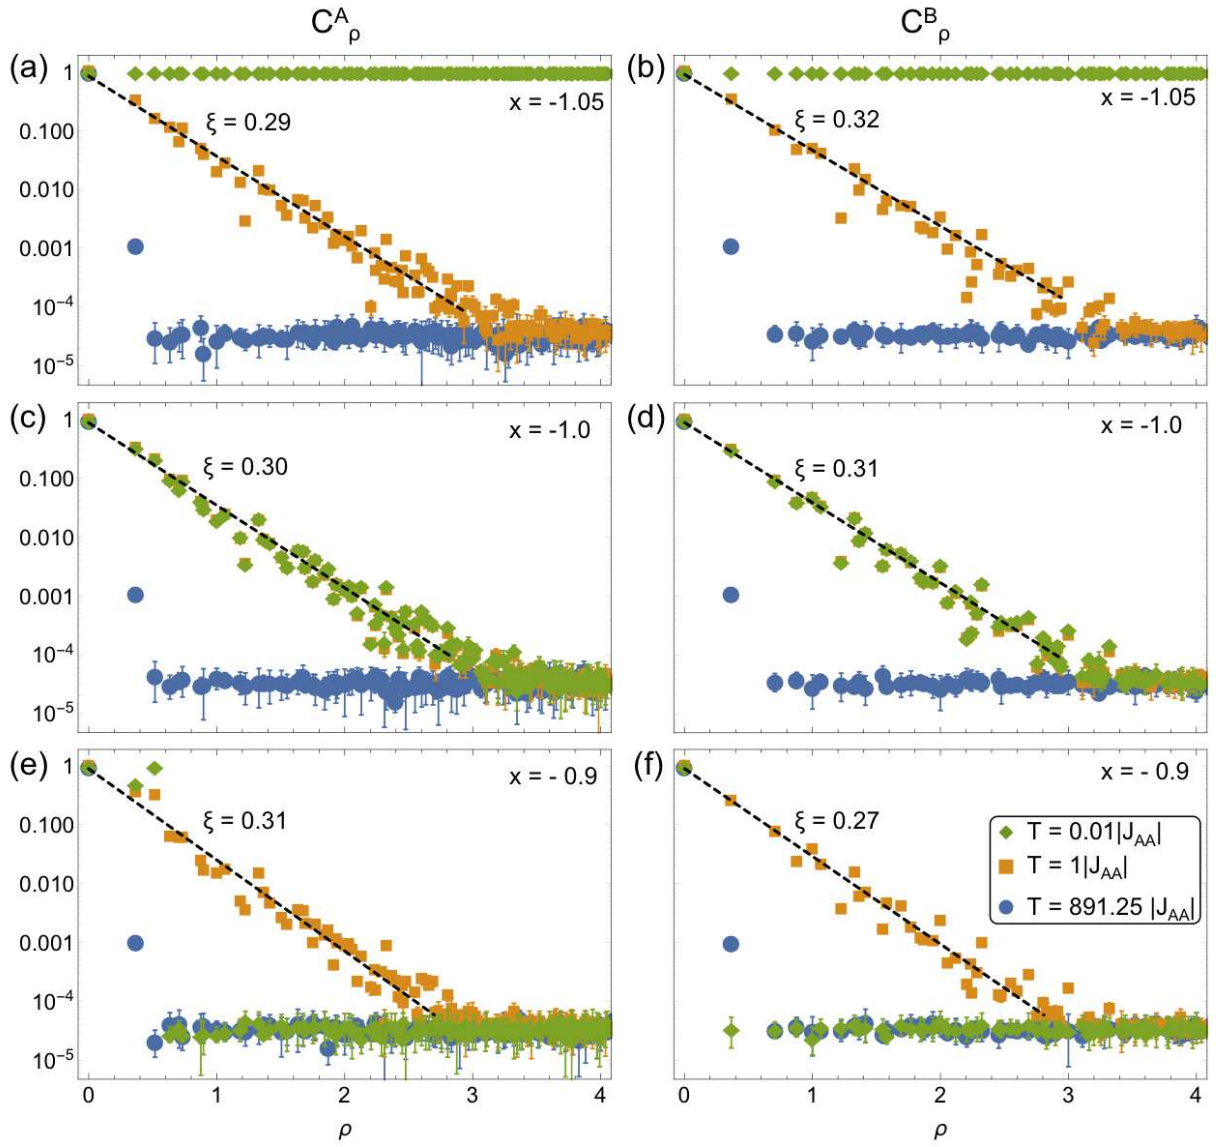 C^A_ρ
C^B_ρ
(a)
x = -1.05
ξ = 0.29
1
0.100
0.010
0.001
10^-4
10^-5
(b)
x = -1.05
ξ = 0.32
(c)
x = -1.0
ξ = 0.30
1
0.100
0.010
0.001
10^-4
10^-5
(d)
x = -1.0
ξ = 0.31
(e)
x = - 0.9
ξ = 0.31
1
0.100
0.010
0.001
10^-4
10^-5
0 1 2 3 4
ρ
(f)
x = - 0.9
ξ = 0.27
T = 0.01|J_AA|
T = 1|J_AA|
T = 891.25 |J_AA|
0 1 2 3 4
ρ